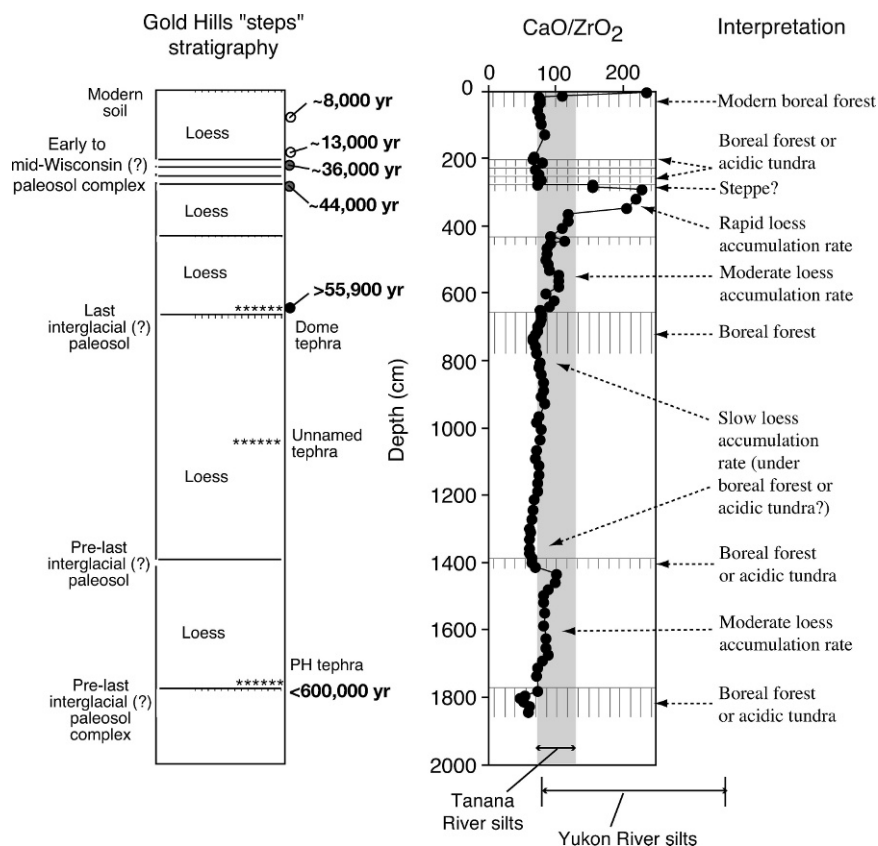 Gold Hills "steps"
stratigraphy
Modern
soil
Loess
~8,000 yr
~13,000 yr
Early to
mid-Wisconsin (?)
paleosol complex
~36,000 yr
~44,000 yr
Loess
Loess
>55,900 yr
******
Last
interglacial (?)
paleosol
Dome
tephra
Unnamed
tephra
******
Loess
Pre-last
interglacial (?)
paleosol
Loess
PH tephra
******
<600,000 yr
Pre-last
interglacial (?)
paleosol
complex
CaO/ZrO2
0
100
200
Depth (cm)
0
200
400
600
800
1000
1200
1400
1600
1800
2000
Tanana
River silts
Yukon River silts
Interpretation
Modern boreal forest
Boreal forest or
acidic tundra
Steppe?
Rapid loess
accumulation rate
Moderate loess
accumulation rate
Boreal forest
Slow loess
accumulation
rate (under
boreal forest or
acidic tundra?)
Boreal forest
or acidic tundra
Moderate loess
accumulation rate
Boreal forest
or acidic tundra